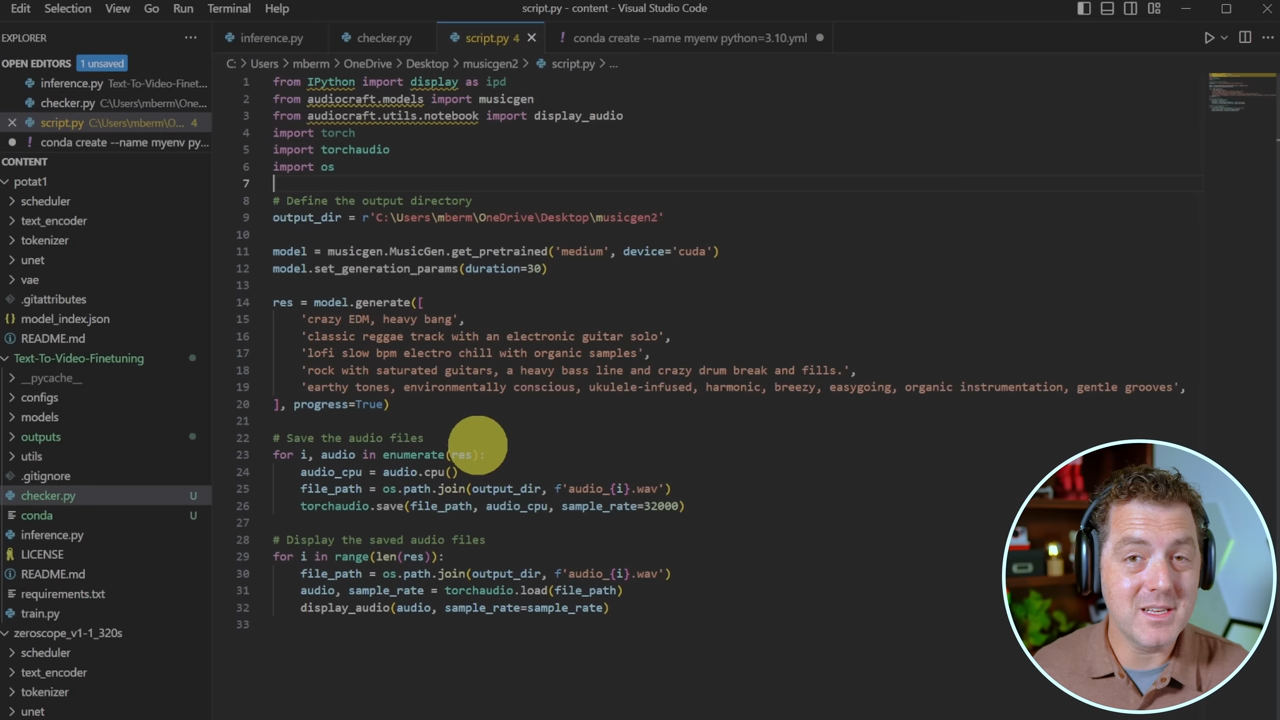 Edit Selection View Go Run Terminal Help
script.py - content - Visual Studio Code
EXPLORER
OPEN EDITORS 1 unsaved
inference.py Text-To-Video-Finetun...
checker.py C:\Users\mberm\One...
script.py C:\Users\mberm\O... 4
! conda create --name myenv py...
CONTENT
potat1
scheduler
text_encoder
tokenizer
unet
vae
.gitattributes
model_index.json
README.md
Text-To-Video-Finetuning
__pycache__
configs
models
outputs
utils
.gitignore
checker.py U
conda U
inference.py
LICENSE
README.md
requirements.txt
train.py
zeroscope_v1-1_320s
scheduler
text_encoder
tokenizer
unet
inference.py
checker.py
script.py 4
! conda create --name myenv python=3.10.yml
C: > Users > mberm > OneDrive > Desktop > musicgen2 > script.py > ...
1 from IPython import display as ipd
2 from audiocraft.models import musicgen
3 from audiocraft.utils.notebook import display_audio
4 import torch
5 import torchaudio
6 import os
7
8 # Define the output directory
9 output_dir = r'C:\Users\mberm\OneDrive\Desktop\musicgen2'
10
11 model = musicgen.MusicGen.get_pretrained('medium', device='cuda')
12 model.set_generation_params(duration=30)
13
14 res = model.generate([
15 'crazy EDM, heavy bang',
16 'classic reggae track with an electronic guitar solo',
17 'lofi slow bpm electro chill with organic samples',
18 'rock with saturated guitars, a heavy bass line and crazy drum break and fills.',
19 'earthy tones, environmentally conscious, ukulele-infused, harmonic, breezy, easygoing, organic instrumentation, gentle grooves',
20 ], progress=True)
21
22 # Save the audio files
23 for i, audio in enumerate(res):
24 audio_cpu = audio.cpu()
25 file_path = os.path.join(output_dir, f'audio_{i}.wav')
26 torchaudio.save(file_path, audio_cpu, sample_rate=32000)
27
28 # Display the saved audio files
29 for i in range(len(res)):
30 file_path = os.path.join(output_dir, f'audio_{i}.wav')
31 audio, sample_rate = torchaudio.load(file_path)
32 display_audio(audio, sample_rate=sample_rate)
33